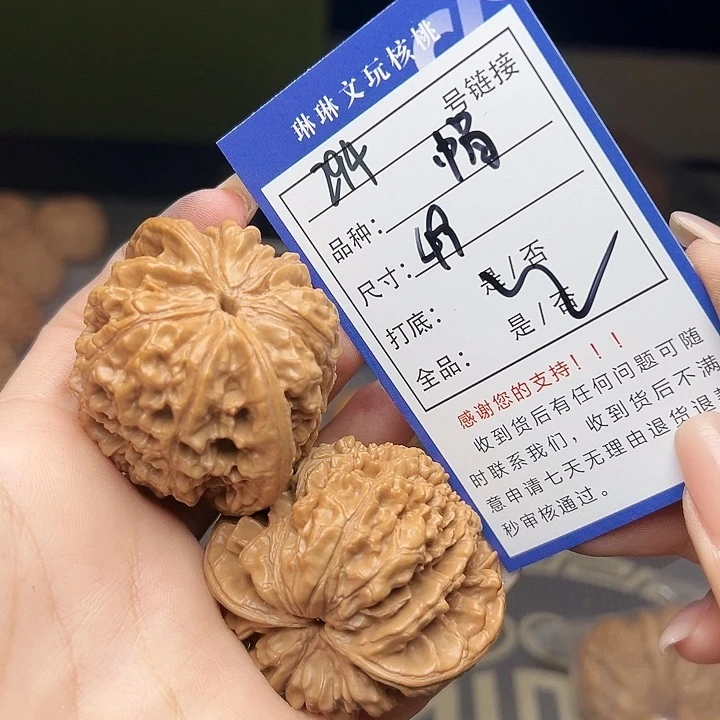 琳琳文玩核桃
294 号链接
品种：帽
尺寸：49
打底：是/否
全品：是/否
感谢您的支持！！！
收到货后有任何问题可随
时联系我们，收到货后不满
意申请七天无理由退货退
秒审核通过。